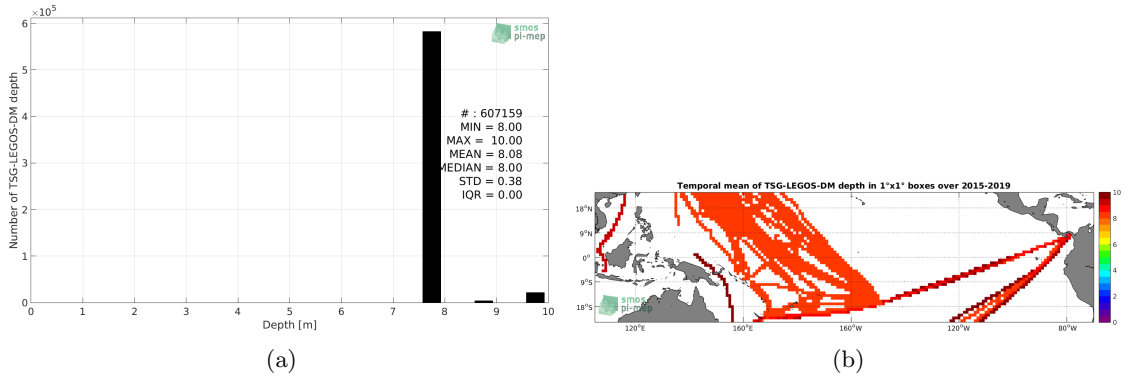 ×10^5
smos
pi-mep
6
5
4
3
2
1
0
Number of TSG-LEGOS-DM depth
# : 607159
MIN = 8.00
MAX = 10.00
MEAN = 8.08
MEDIAN = 8.00
STD = 0.38
IQR = 0.00
0 1 2 3 4 5 6 7 8 9 10
Depth [m]
(a)
Temporal mean of TSG-LEGOS-DM depth in 1°x1° boxes over 2015-2019
18°N
9°N
0°
9°S
18°S
smos
pi-mep
120°E 160°E 160°W 120°W 80°W
10
8
6
4
2
0
(b)